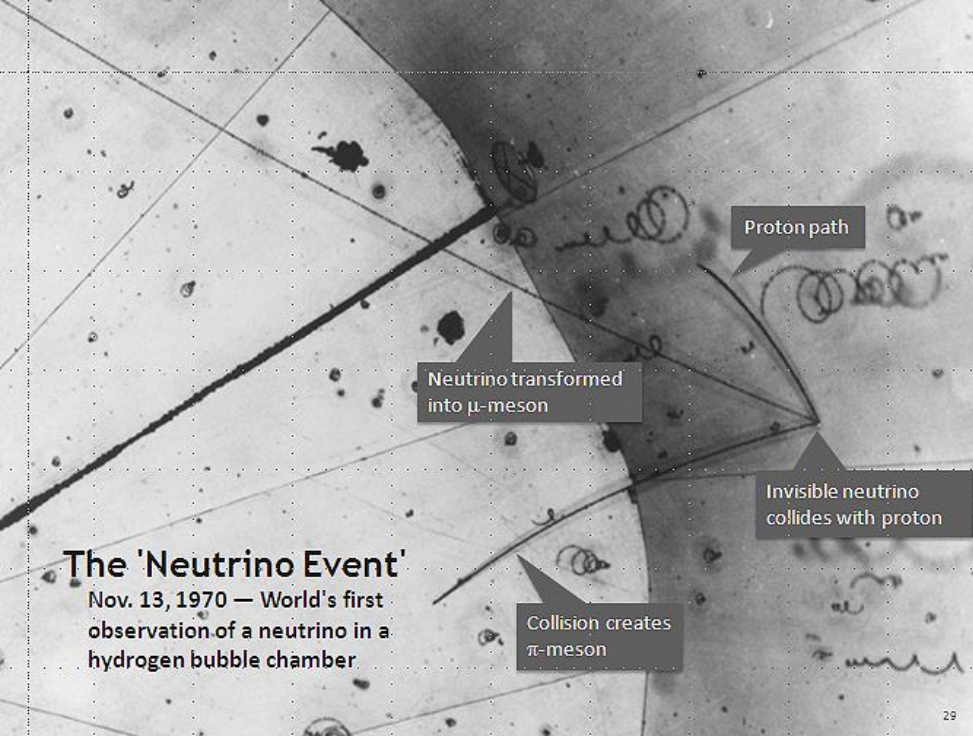 Proton path
Neutrino transformed
into μ-meson
Invisible neutrino
collides with proton
The 'Neutrino Event'
Nov. 13, 1970 — World's first
observation of a neutrino in a
hydrogen bubble chamber
Collision creates
π-meson
29